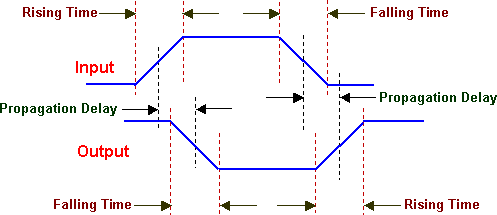 Rising Time
Falling Time
Input
Propagation Delay
Propagation Delay
Output
Falling Time
Rising Time